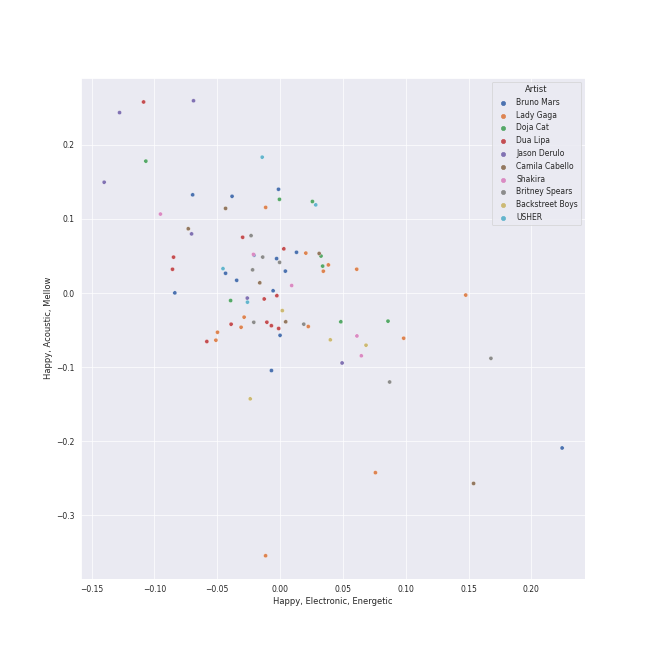 Artist
Bruno Mars
Lady Gaga
Doja Cat
Dua Lipa
Jason Derulo
Camila Cabello
Shakira
Britney Spears
Backstreet Boys
USHER
0.2
0.1
0.0
−0.1
−0.2
−0.3
Happy, Acoustic, Mellow
−0.15 −0.10 −0.05 0.00 0.05 0.10 0.15 0.20
Happy, Electronic, Energetic